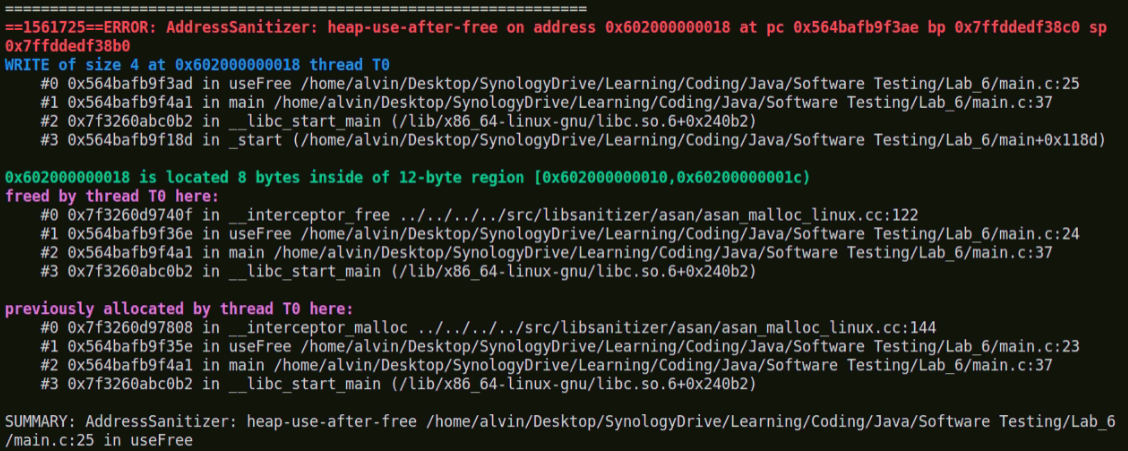 =================================================================
==1561725==ERROR: AddressSanitizer: heap-use-after-free on address 0x602000000018 at pc 0x564bafb9f3ae bp 0x7ffddedf38c0 sp
0x7ffddedf38b0
WRITE of size 4 at 0x602000000018 thread T0
    #0 0x564bafb9f3ad in useFree /home/alvin/Desktop/SynologyDrive/Learning/Coding/Java/Software Testing/Lab_6/main.c:25
    #1 0x564bafb9f4a1 in main /home/alvin/Desktop/SynologyDrive/Learning/Coding/Java/Software Testing/Lab_6/main.c:37
    #2 0x7f3260abc0b2 in __libc_start_main (/lib/x86_64-linux-gnu/libc.so.6+0x240b2)
    #3 0x564bafb9f18d in _start (/home/alvin/Desktop/SynologyDrive/Learning/Coding/Java/Software Testing/Lab_6/main+0x118d)

0x602000000018 is located 8 bytes inside of 12-byte region [0x602000000010,0x60200000001c)
freed by thread T0 here:
    #0 0x7f3260d9740f in __interceptor_free ../../../../src/libsanitizer/asan/asan_malloc_linux.cc:122
    #1 0x564bafb9f36e in useFree /home/alvin/Desktop/SynologyDrive/Learning/Coding/Java/Software Testing/Lab_6/main.c:24
    #2 0x564bafb9f4a1 in main /home/alvin/Desktop/SynologyDrive/Learning/Coding/Java/Software Testing/Lab_6/main.c:37
    #3 0x7f3260abc0b2 in __libc_start_main (/lib/x86_64-linux-gnu/libc.so.6+0x240b2)

previously allocated by thread T0 here:
    #0 0x7f3260d97808 in __interceptor_malloc ../../../../src/libsanitizer/asan/asan_malloc_linux.cc:144
    #1 0x564bafb9f35e in useFree /home/alvin/Desktop/SynologyDrive/Learning/Coding/Java/Software Testing/Lab_6/main.c:23
    #2 0x564bafb9f4a1 in main /home/alvin/Desktop/SynologyDrive/Learning/Coding/Java/Software Testing/Lab_6/main.c:37
    #3 0x7f3260abc0b2 in __libc_start_main (/lib/x86_64-linux-gnu/libc.so.6+0x240b2)

SUMMARY: AddressSanitizer: heap-use-after-free /home/alvin/Desktop/SynologyDrive/Learning/Coding/Java/Software Testing/Lab_6
/main.c:25 in useFree